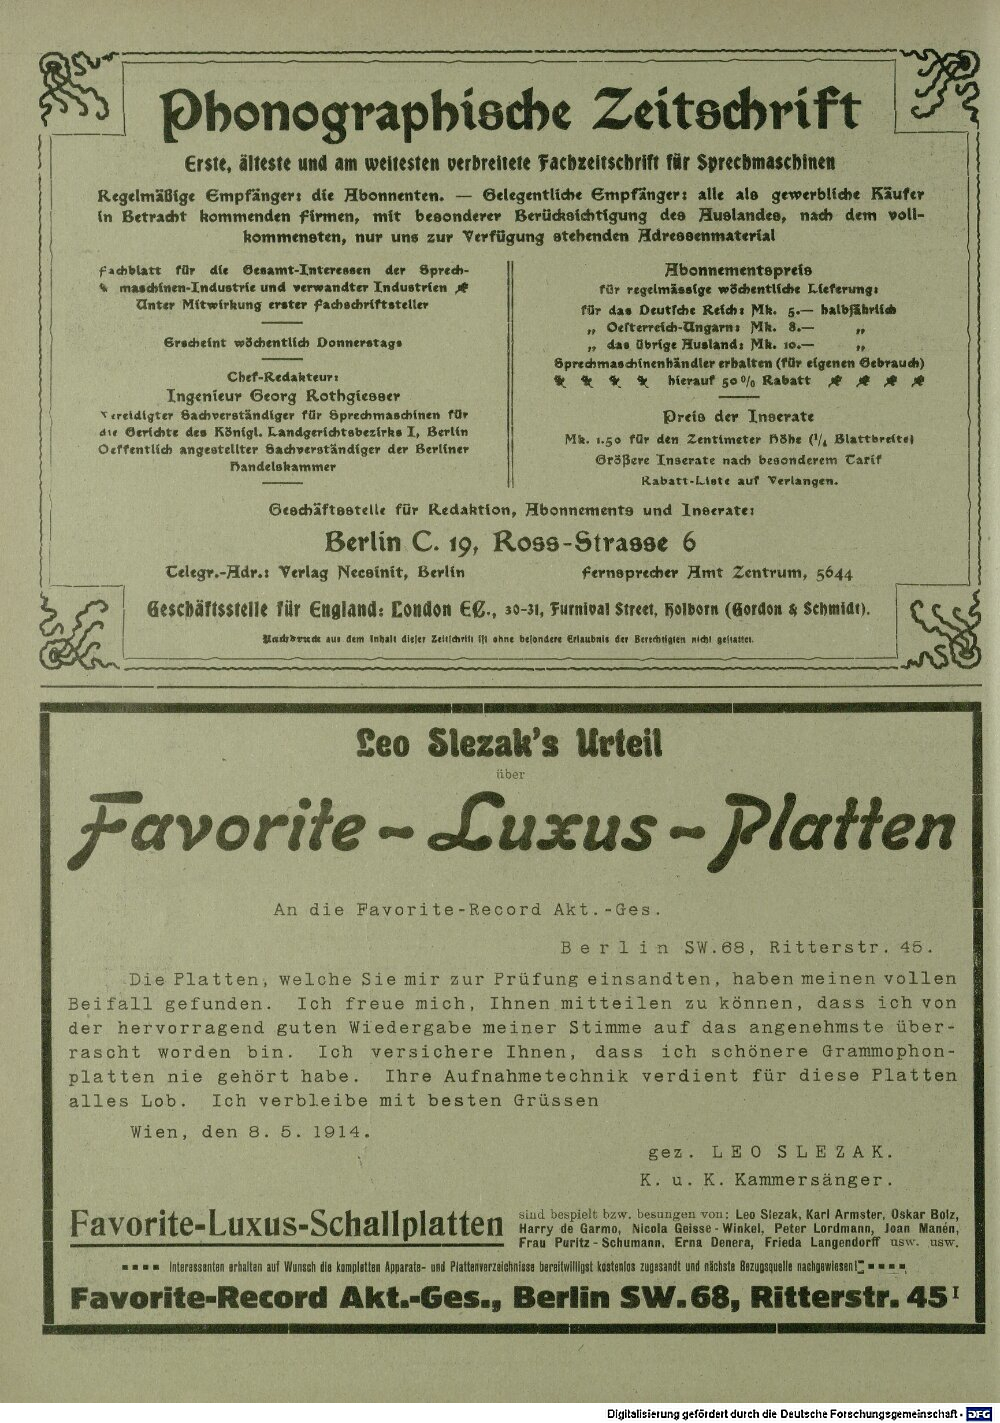 Phonographische Zeitschrift
Erste, älteste und am weitesten verbreitete Fachzeitschrift für Sprechmaschinen
Regelmäßige Empfänger: die Abonnenten. — Gelegentliche Empfänger: alle als gewerbliche Käufer
in Betracht kommenden Firmen, mit besonderer Berücksichtigung des Auslandes, nach dem voll-
kommensten, nur uns zur Verfügung stehenden Adressenmaterial
Fachblatt für die Gesamt-Interessen der Sprech-
maschinen-Industrie und verwandter Industrien
Unter Mitwirkung erster Fachschriftsteller
Erscheint wöchentlich Donnerstags
Chef-Redakteur:
Ingenieur Georg Rothgiesser
Vereidigter Sachverständiger für Sprechmaschinen für
die Gerichte des Königl. Landgerichtsbezirks I, Berlin
Oeffentlich angestellter Sachverständiger der Berliner
Handelskammer
Abonnementspreis
für regelmässige wöchentliche Lieferung:
für das Deutsche Reich: Mk. 5.— halbjährlich
„ Oesterreich-Ungarn: Mk. 8.— „
„ das übrige Ausland: Mk. 10.— „
Sprechmaschinenhändler erhalten (für eigenen Gebrauch)
hierauf 50% Rabatt
Preis der Inserate
Mk. 1.50 für den Zentimeter Höhe (1/4 Blattbreite)
Größere Inserate nach besonderem Tarif
Rabatt-Liste auf Verlangen.
Geschäftsstelle für Redaktion, Abonnements und Inserate:
Berlin C. 19, Ross-Strasse 6
Telegr.-Adr.: Verlag Necsinit, Berlin Fernsprecher Amt Zentrum, 5644
Geschäftsstelle für England: London EC., 30-31, Furnival Street, Holborn (Gordon & Schmidt).
Nachdruck aus dem Inhalt dieser Zeitschrift ist ohne besondere Erlaubnis der Berechtigten nicht gestattet.
Leo Slezak's Urteil
über
Favorite-Luxus-Platten
An die Favorite-Record Akt.-Ges.
Berlin SW.68, Ritterstr. 45.
Die Platten, welche Sie mir zur Prüfung einsandten, haben meinen vollen
Beifall gefunden. Ich freue mich, Ihnen mitteilen zu können, dass ich von
der hervorragend guten Wiedergabe meiner Stimme auf das angenehmste über-
rascht worden bin. Ich versichere Ihnen, dass ich schönere Grammophon-
platten nie gehört habe. Ihre Aufnahmetechnik verdient für diese Platten
alles Lob. Ich verbleibe mit besten Grüssen
Wien, den 8. 5. 1914.
gez. LEO SLEZAK.
K. u. K. Kammersänger.
Favorite-Luxus-Schallplatten
sind bespielt bzw. besungen von: Leo Slezak, Karl Armster, Oskar Bolz,
Harry de Garmo, Nicola Geisse-Winkel, Peter Lordmann, Joan Manén,
Frau Puritz-Schumann, Erna Denera, Frieda Langendorff usw. usw.
Interessenten erhalten auf Wunsch die kompletten Apparate- und Plattenverzeichnisse bereitwilligst kostenlos zugesandt und nächste Bezugsquelle nachgewiesen!
Favorite-Record Akt.-Ges., Berlin SW.68, Ritterstr. 45 I
Digitalisierung gefördert durch die Deutsche Forschungsgemeinschaft - DFG